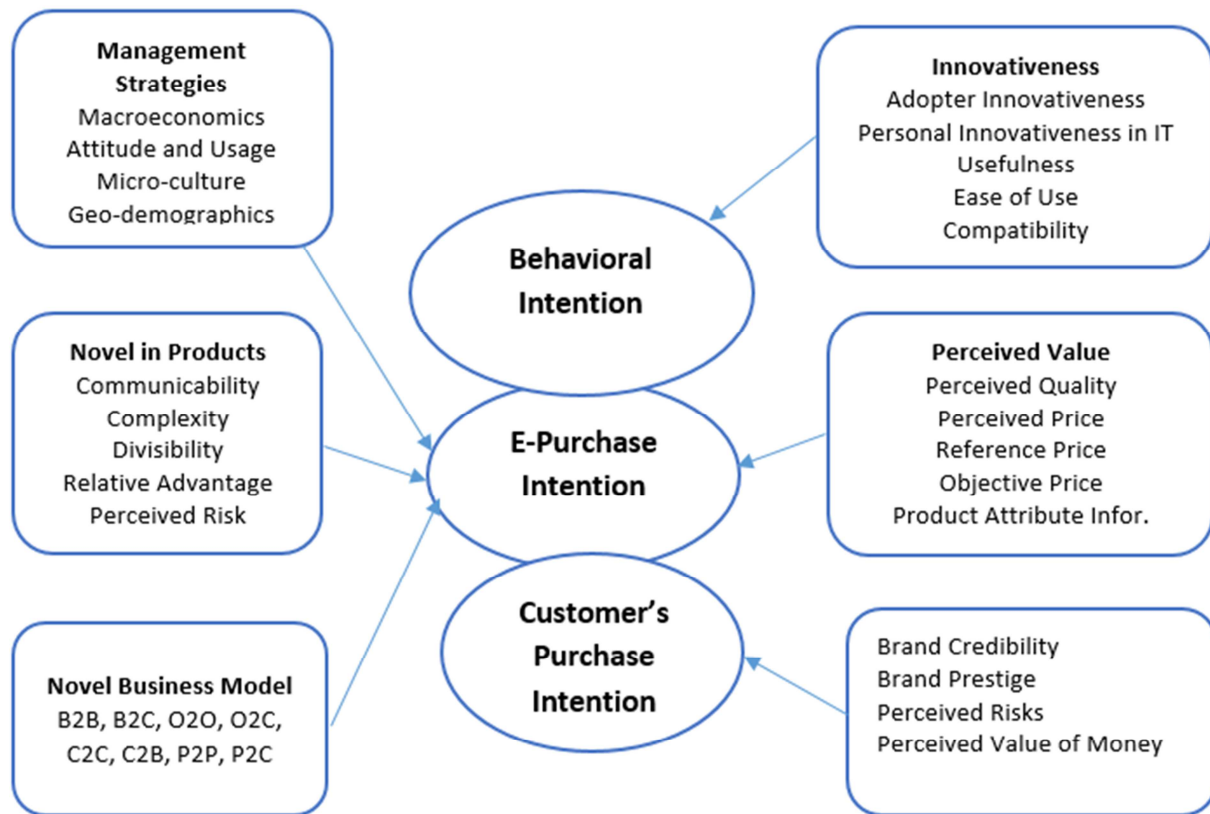 Management
Strategies
Macroeconomics
Attitude and Usage
Micro-culture
Geo-demographics
Novel in Products
Communicability
Complexity
Divisibility
Relative Advantage
Perceived Risk
Novel Business Model
B2B, B2C, O2O, O2C,
C2C, C2B, P2P, P2C
Behavioral
Intention
E-Purchase
Intention
Customer’s
Purchase
Intention
Innovativeness
Adopter Innovativeness
Personal Innovativeness in IT
Usefulness
Ease of Use
Compatibility
Perceived Value
Perceived Quality
Perceived Price
Reference Price
Objective Price
Product Attribute Infor.
Brand Credibility
Brand Prestige
Perceived Risks
Perceived Value of Money